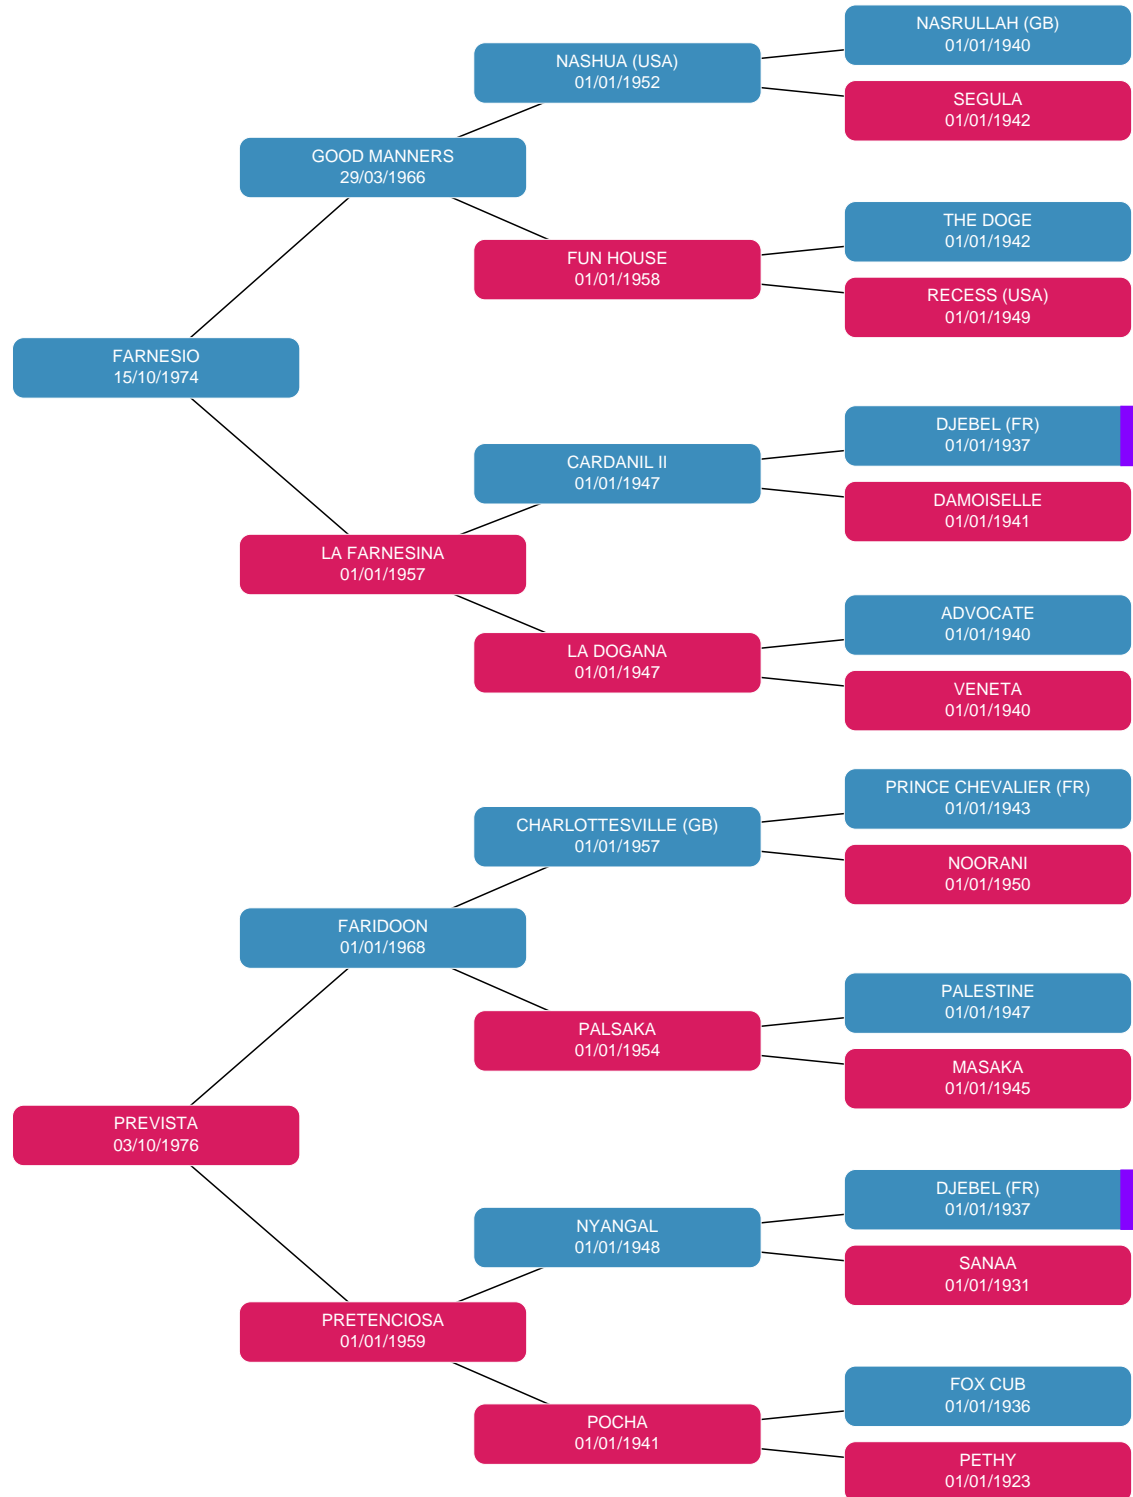 NASRULLAH (GB)
01/01/1940
NASHUA (USA)
01/01/1952
SEGULA
01/01/1942
GOOD MANNERS
29/03/1966
THE DOGE
01/01/1942
FUN HOUSE
01/01/1958
RECESS (USA)
01/01/1949
FARNESIO
15/10/1974
DJEBEL (FR)
01/01/1937
CARDANIL II
01/01/1947
DAMOISELLE
01/01/1941
LA FARNESINA
01/01/1957
ADVOCATE
01/01/1940
LA DOGANA
01/01/1947
VENETA
01/01/1940
PRINCE CHEVALIER (FR)
01/01/1943
CHARLOTTESVILLE (GB)
01/01/1957
NOORANI
01/01/1950
FARIDOON
01/01/1968
PALESTINE
01/01/1947
PALSAKA
01/01/1954
MASAKA
01/01/1945
PREVISTA
03/10/1976
DJEBEL (FR)
01/01/1937
NYANGAL
01/01/1948
SANAA
01/01/1931
PRETENCIOSA
01/01/1959
FOX CUB
01/01/1936
POCHA
01/01/1941
PETHY
01/01/1923